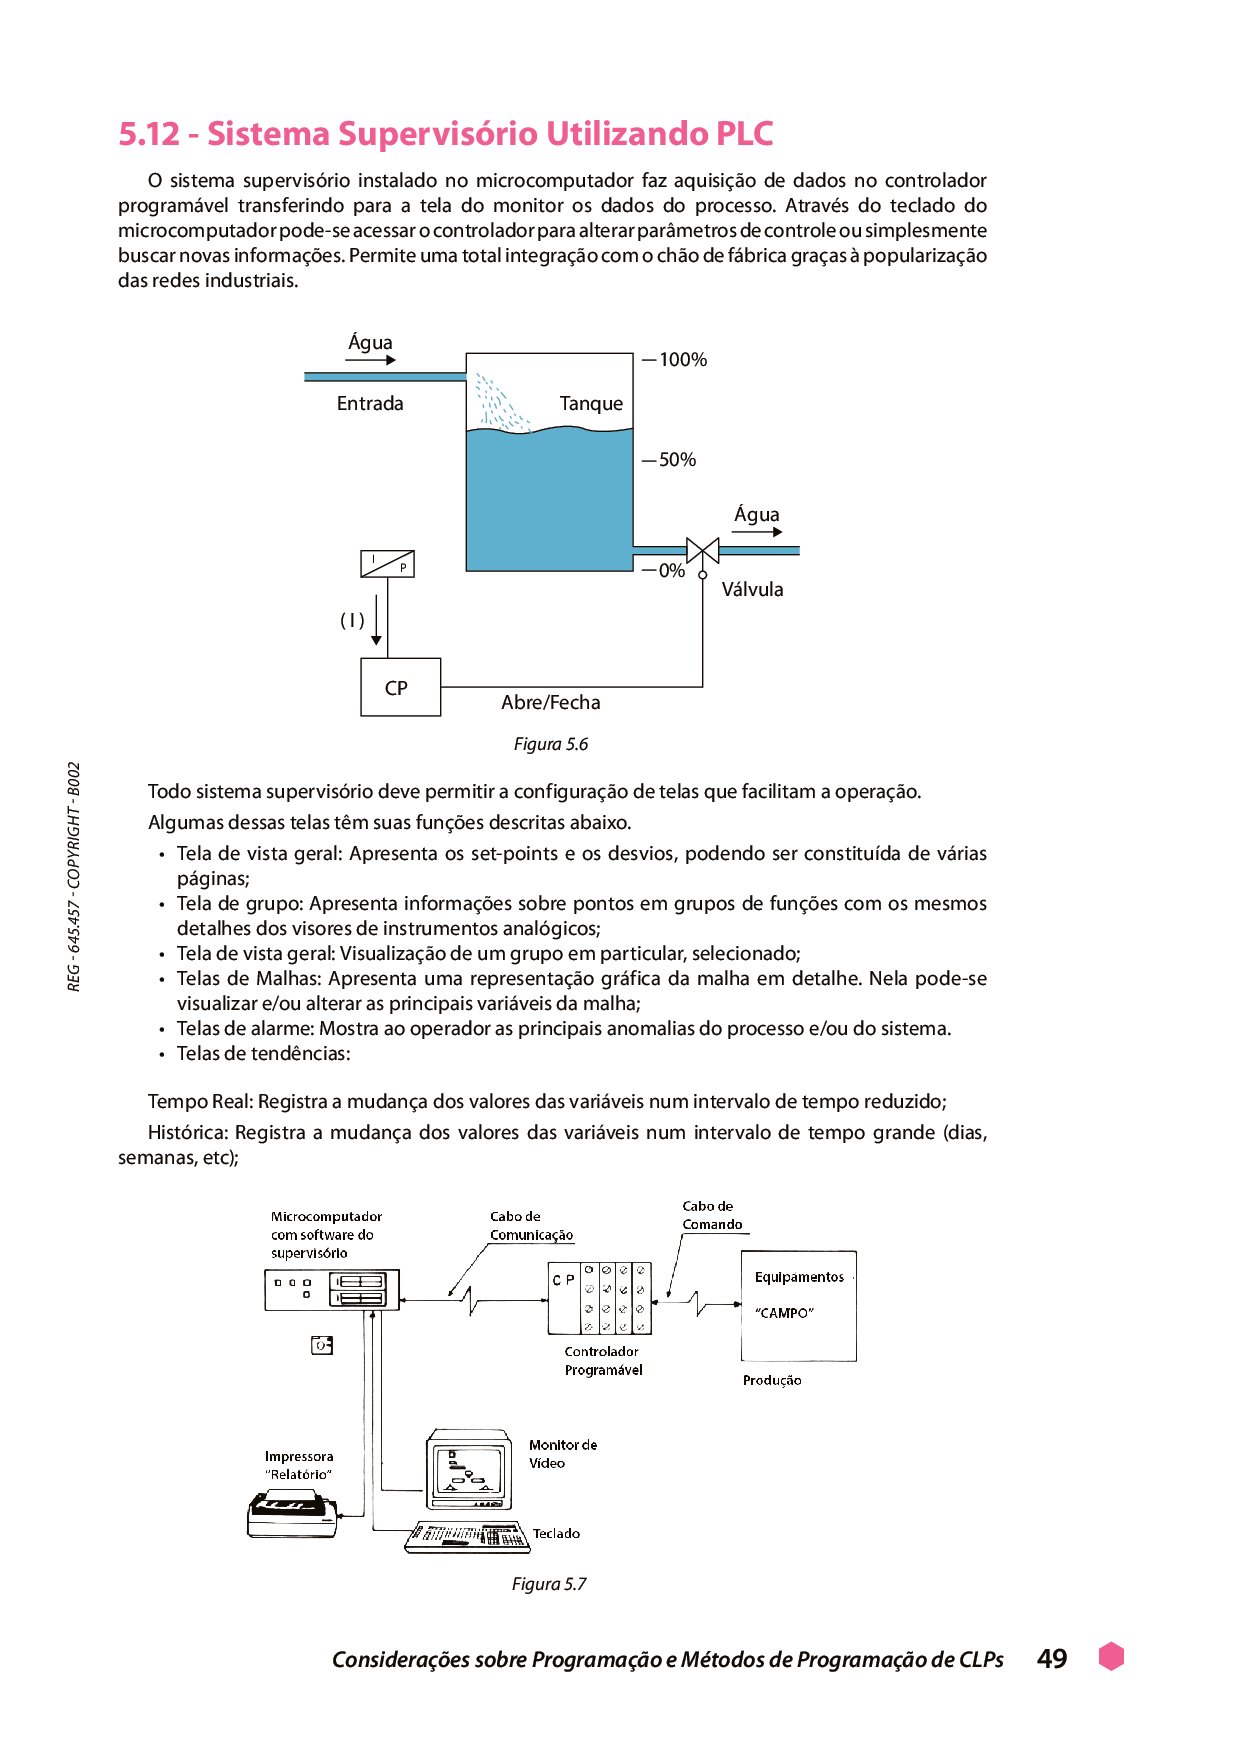 5.12 - Sistema Supervisório Utilizando PLC
O sistema supervisório instalado no microcomputador faz aquisição de dados no controlador
programável transferindo para a tela do monitor os dados do processo. Através do teclado do
microcomputador pode-se acessar o controlador para alterar parâmetros de controle ou simplesmente
buscar novas informações. Permite uma total integração com o chão de fábrica graças à popularização
das redes industriais.
Água
100%
Entrada
Tanque
50%
Água
I
P
0%
Válvula
( I )
CP
Abre/Fecha
Figura 5.6
Todo sistema supervisório deve permitir a configuração de telas que facilitam a operação.
Algumas dessas telas têm suas funções descritas abaixo.
• Tela de vista geral: Apresenta os set-points e os desvios, podendo ser constituída de várias
páginas;
• Tela de grupo: Apresenta informações sobre pontos em grupos de funções com os mesmos
detalhes dos visores de instrumentos analógicos;
• Tela de vista geral: Visualização de um grupo em particular, selecionado;
• Telas de Malhas: Apresenta uma representação gráfica da malha em detalhe. Nela pode-se
visualizar e/ou alterar as principais variáveis da malha;
• Telas de alarme: Mostra ao operador as principais anomalias do processo e/ou do sistema.
• Telas de tendências:
Tempo Real: Registra a mudança dos valores das variáveis num intervalo de tempo reduzido;
Histórica: Registra a mudança dos valores das variáveis num intervalo de tempo grande (dias,
semanas, etc);
Microcomputador
com software do
supervisório
Cabo de
Comunicação
Cabo de
Comando
CP
Equipamentos
"CAMPO"
Controlador
Programável
Produção
Impressora
"Relatório"
Monitor de
Vídeo
Teclado
Figura 5.7
REG - 645.457 - COPYRIGHT - B002
Considerações sobre Programação e Métodos de Programação de CLPs 49